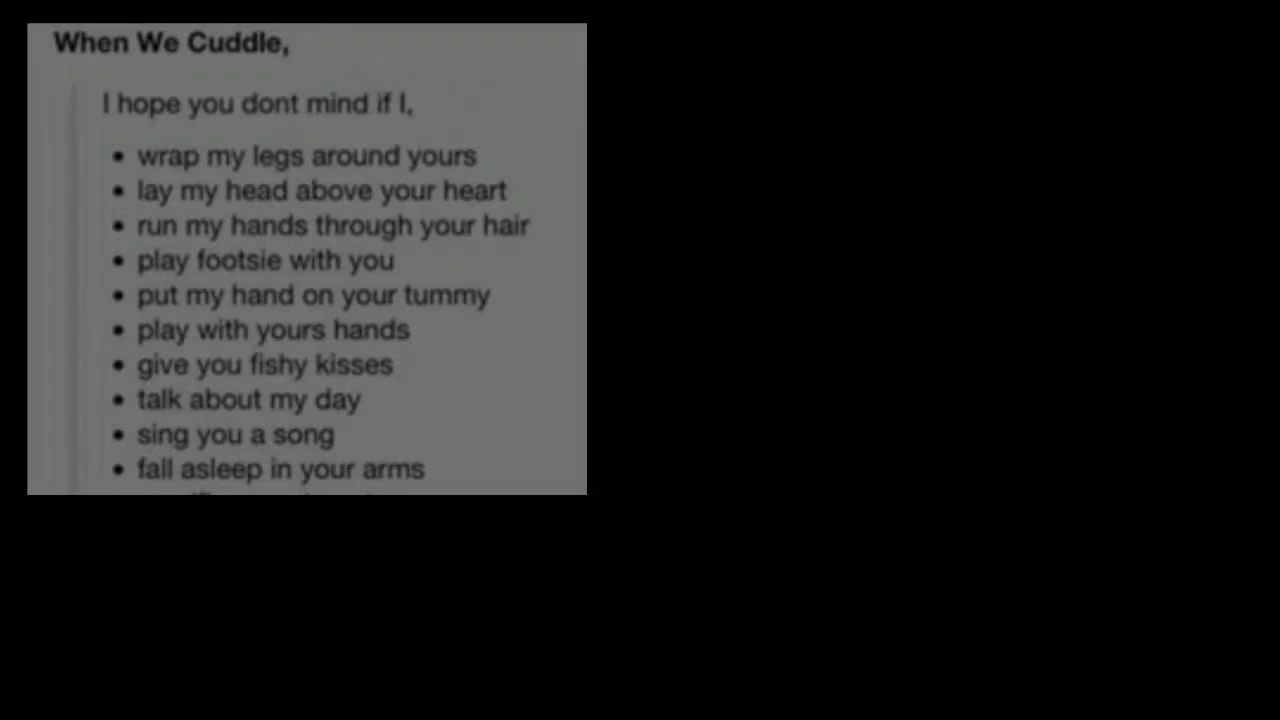 When We Cuddle,
I hope you dont mind if I,
• wrap my legs around yours
• lay my head above your heart
• run my hands through your hair
• play footsie with you
• put my hand on your tummy
• play with yours hands
• give you fishy kisses
• talk about my day
• sing you a song
• fall asleep in your arms